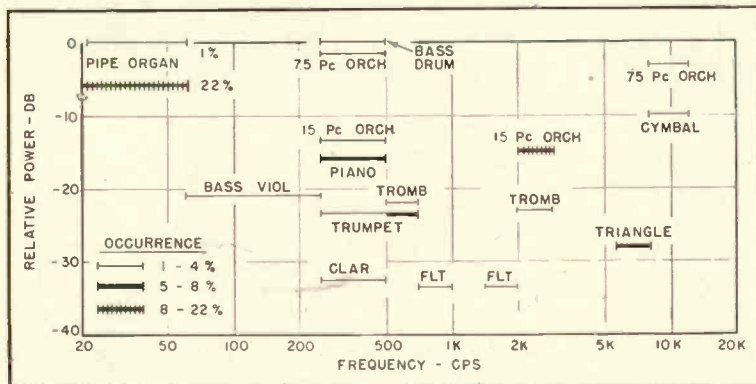 0
-10
-20
-30
-40
RELATIVE POWER - DB
PIPE ORGAN
1%
22%
BASS DRUM
75 Pc ORCH
15 Pc ORCH.
PIANO
BASS VIOL
TROMB
TRUMPET
CLAR
FLT
FLT
15 Pc ORCH
TROMB
75 Pc ORCH
CYMBAL
TRIANGLE
OCCURRENCE
1 - 4 %
5 - 8 %
8 - 22 %
20 50 100 200 500 1K 2K 5K 10K 20K
FREQUENCY - CPS